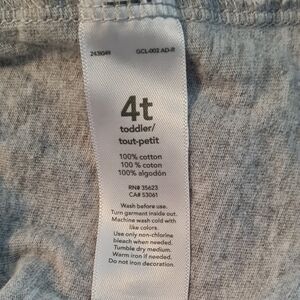 243049 GCL-002 AD-R
4t
toddler/
tout-petit
100% cotton
100 % coton
100% algodón
RN# 35623
CA# 53061
Wash before use.
Turn garment inside out.
Machine wash cold with
like colors.
Use only non-chlorine
bleach when needed.
Tumble dry medium.
Warm iron if needed.
Do not iron decoration.